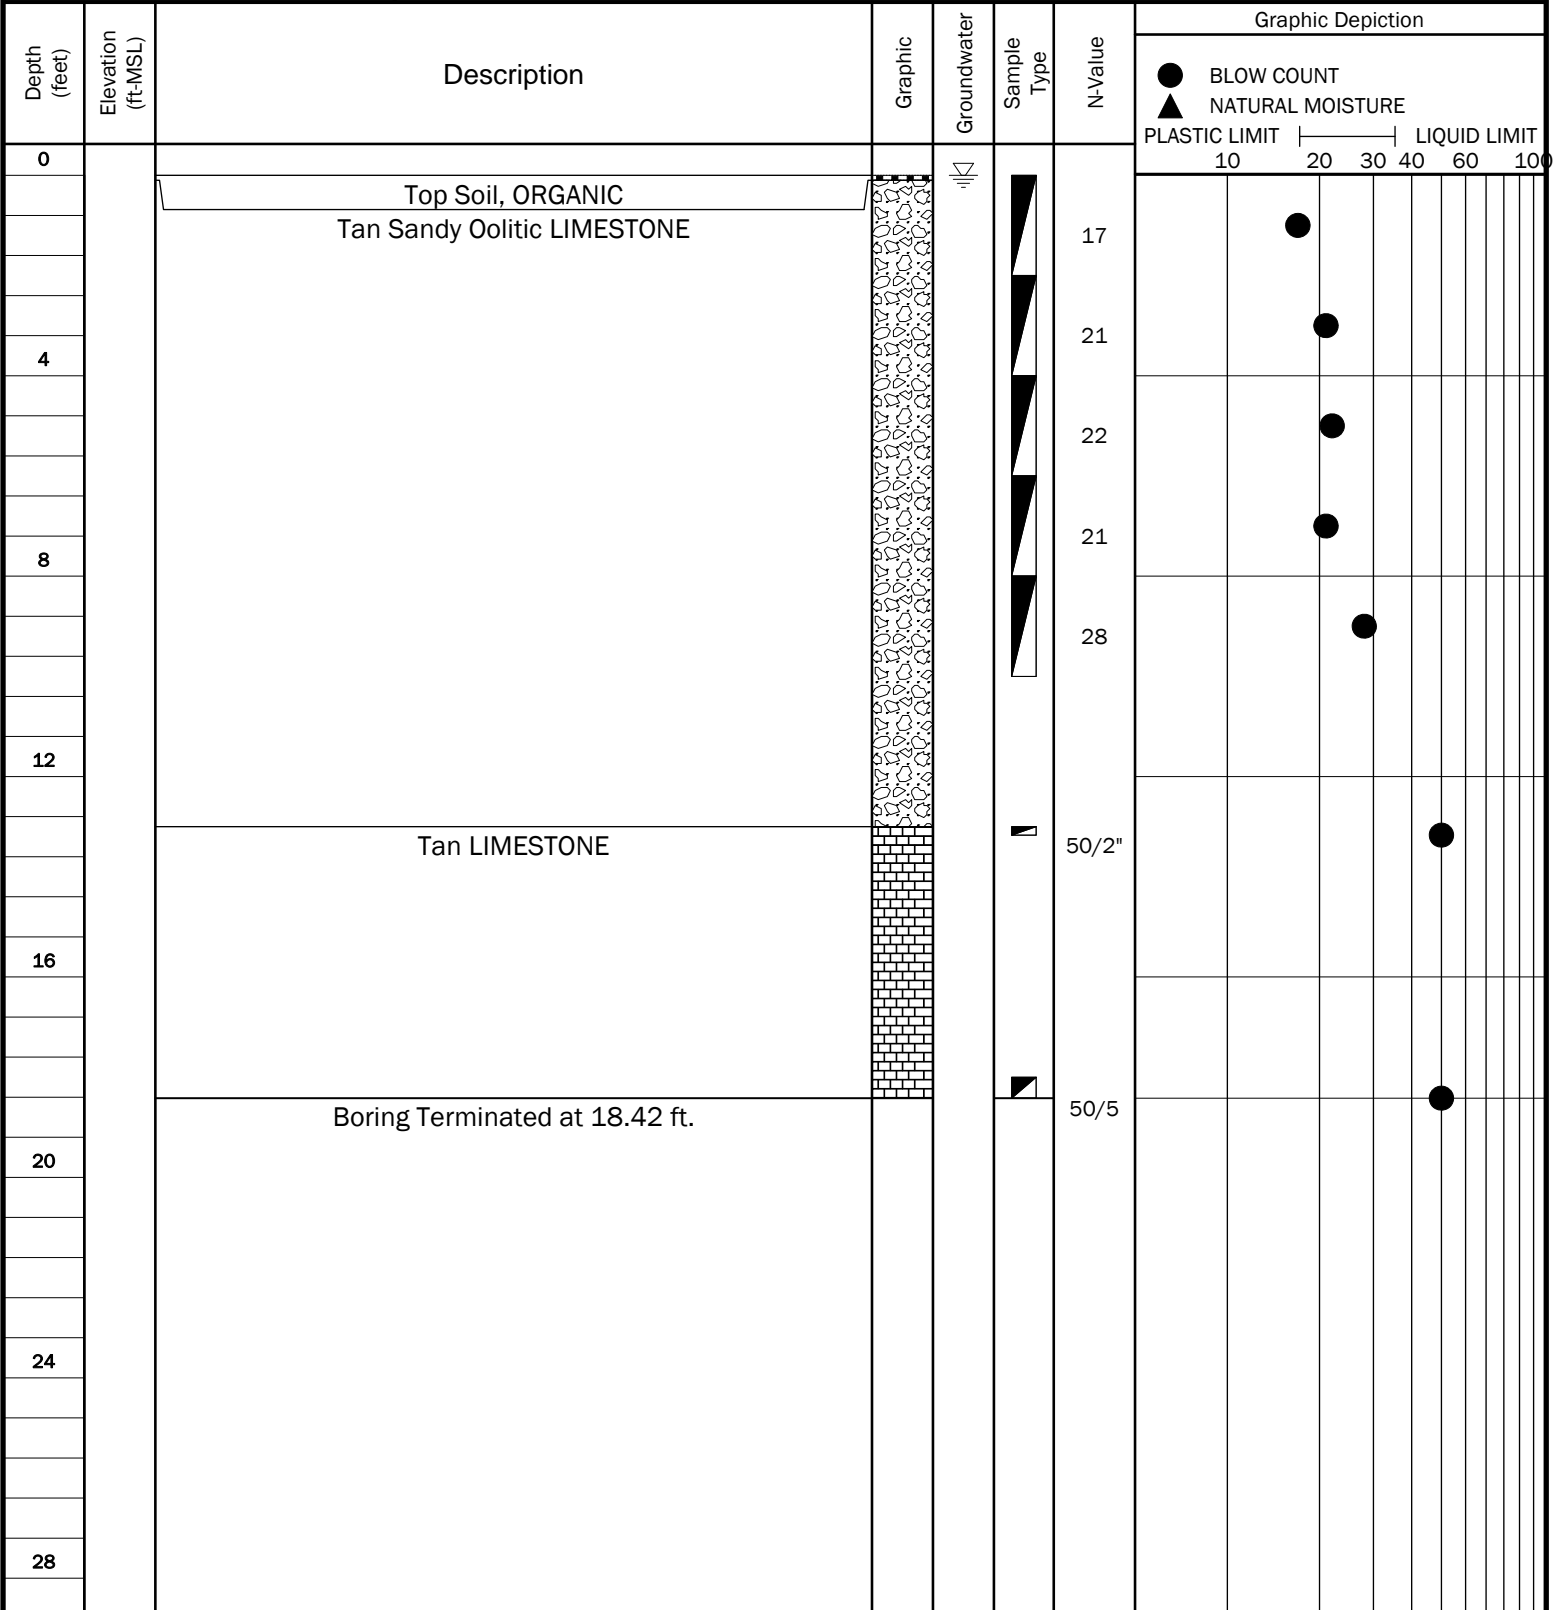 Depth
(feet)
Elevation
(ft-MSL)
Description
Graphic
Groundwater
Sample
Type
N-Value
Graphic Depiction
BLOW COUNT
NATURAL MOISTURE
PLASTIC LIMIT LIQUID LIMIT
10 20 30 40 60 100
0
Top Soil, ORGANIC
Tan Sandy Oolitic LIMESTONE
17
21
4
22
21
8
28
12
Tan LIMESTONE
50/2"
16
50/5
Boring Terminated at 18.42 ft.
20
24
28